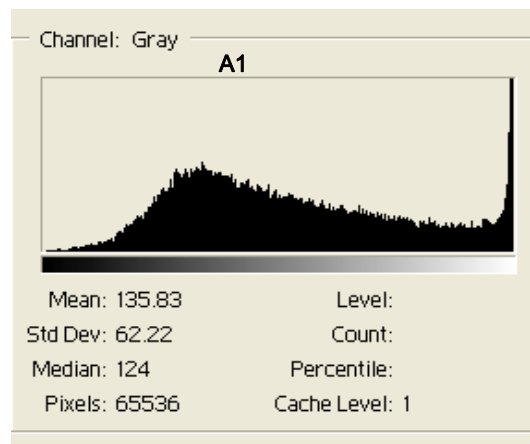 Channel: Gray
A1
Mean: 135.83 Level:
Std Dev: 62.22 Count:
Median: 124 Percentile:
Pixels: 65536 Cache Level: 1